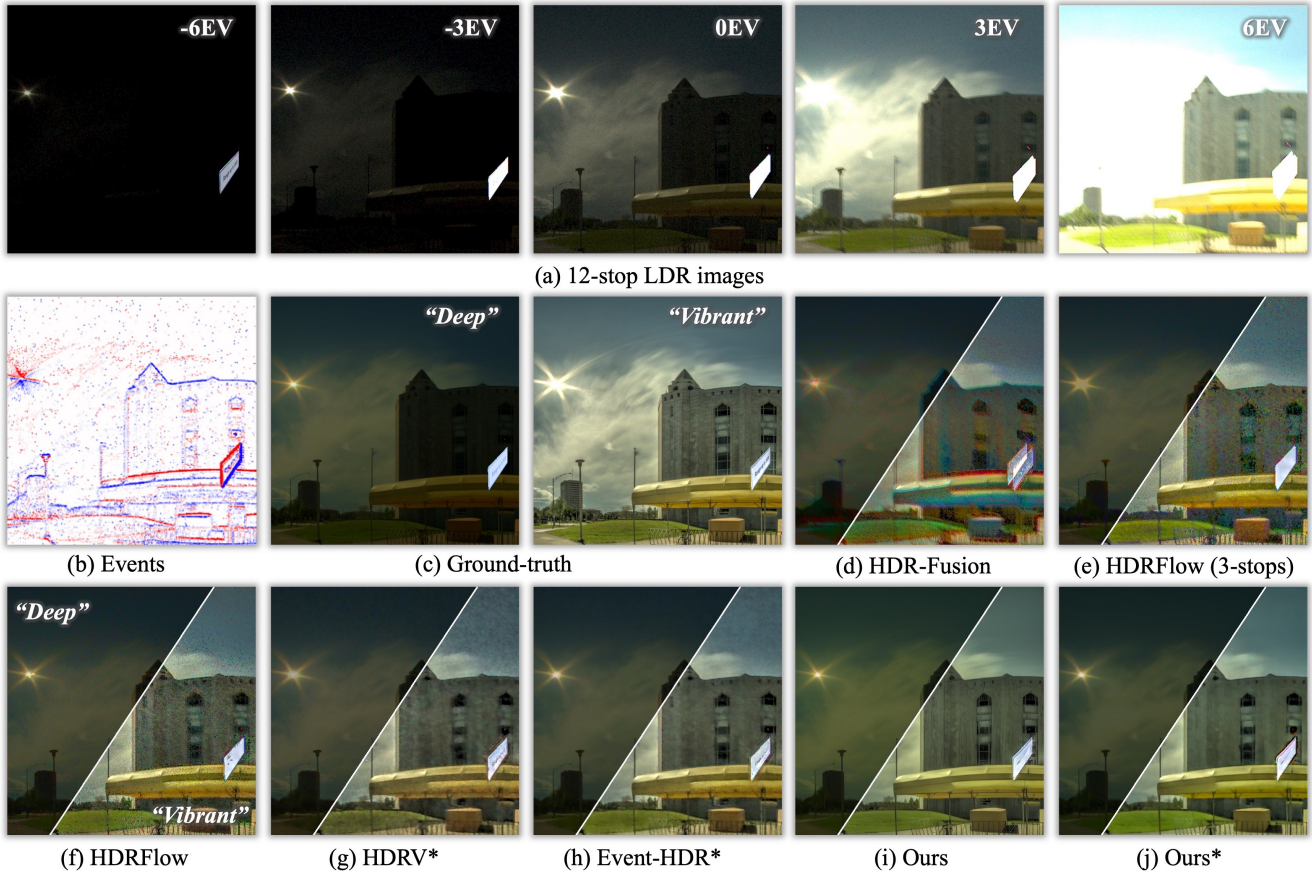 -6EV
-3EV
0EV
3EV
6EV
(a) 12-stop LDR images
“Deep”
“Vibrant”
(b) Events
(c) Ground-truth
(d) HDR-Fusion
(e) HDRFlow (3-stops)
“Deep”
“Vibrant”
(f) HDRFlow
(g) HDRV*
(h) Event-HDR*
(i) Ours
(j) Ours*